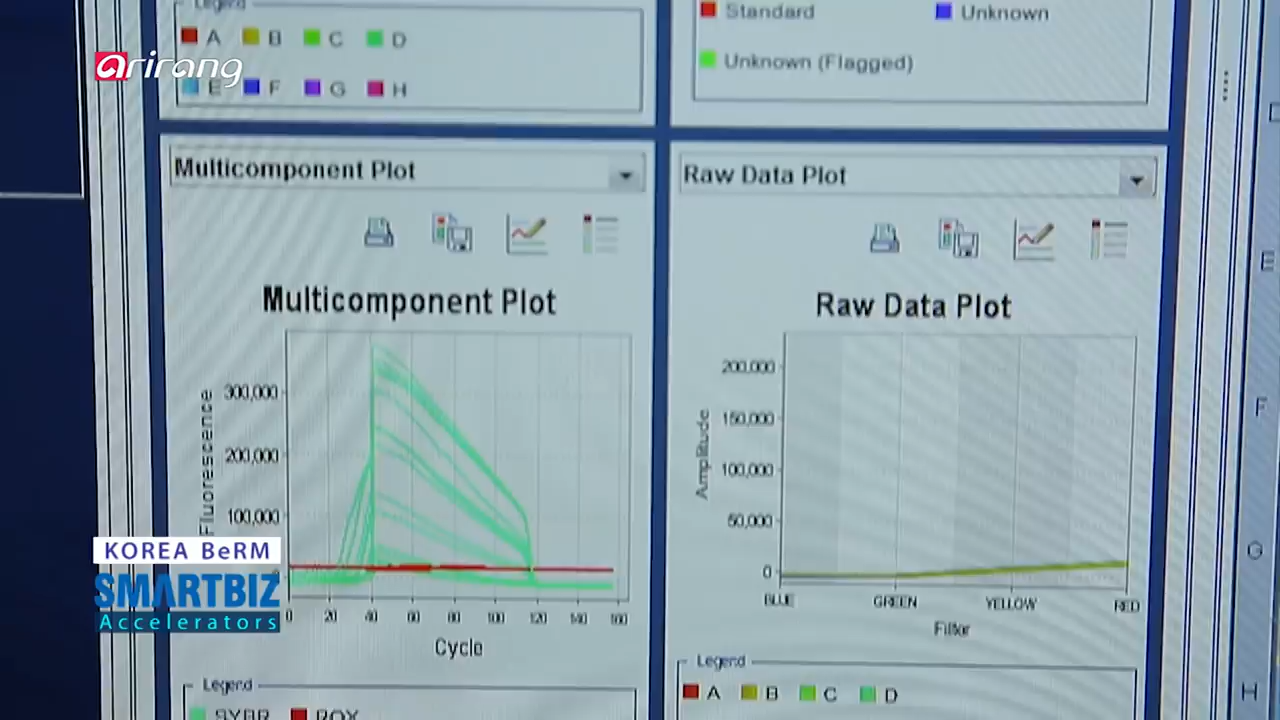 Legend
A B C D
E F G H
Standard Unknown
Unknown (Flagged)
arirang
Multicomponent Plot
Raw Data Plot
Multicomponent Plot
Fluorescence
300,000
200,000
100,000
0 20 40 60 80 100 120 140 160
Cycle
Raw Data Plot
Amplitude
200,000
150,000
100,000
50,000
0
BLUE GREEN YELLOW RED
Filter
Legend
SYBR ROX
Legend
A B C D
E
F
G
H
KOREA BeRM
SMARTBIZ
Accelerators